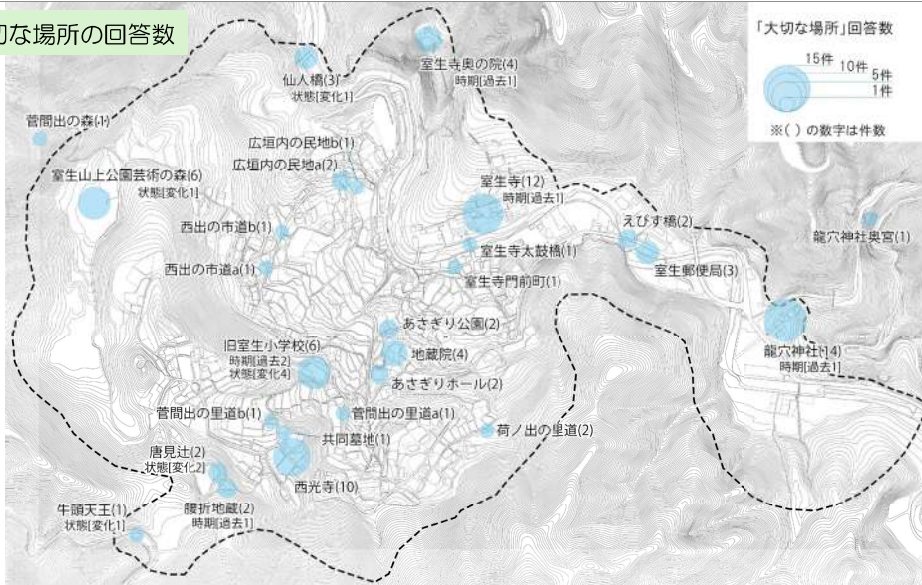 切な場所の回答数
「大切な場所」回答数
15件
10件
5件
1件
※( ) の数字は件数
仙人橋(3)
状態[変化1]
室生寺奥の院(4)
時期[過去1]
菅間出の森(1)
広垣内の民地b(1)
広垣内の民地a(2)
室生山上公園芸術の森(6)
状態[変化1]
室生寺(12)
時期[過去1]
西出の市道b(1)
えびす橋(2)
龍穴神社奥宮(1)
室生寺太鼓橋(1)
西出の市道a(1)
室生郵便局(3)
室生寺門前町(1)
あさぎり公園(2)
旧室生小学校(6)
時期[過去2]
状態[変化4]
地蔵院(4)
龍穴神社(14)
時期[過去1]
あさぎりホール(2)
菅間出の里道b(1)
菅間出の里道a(1)
荷ノ出の里道(2)
共同墓地(1)
唐見辻(2)
状態[変化2]
西光寺(10)
腰折地蔵(2)
時期[過去1]
牛頭天王(1)
状態[変化1]